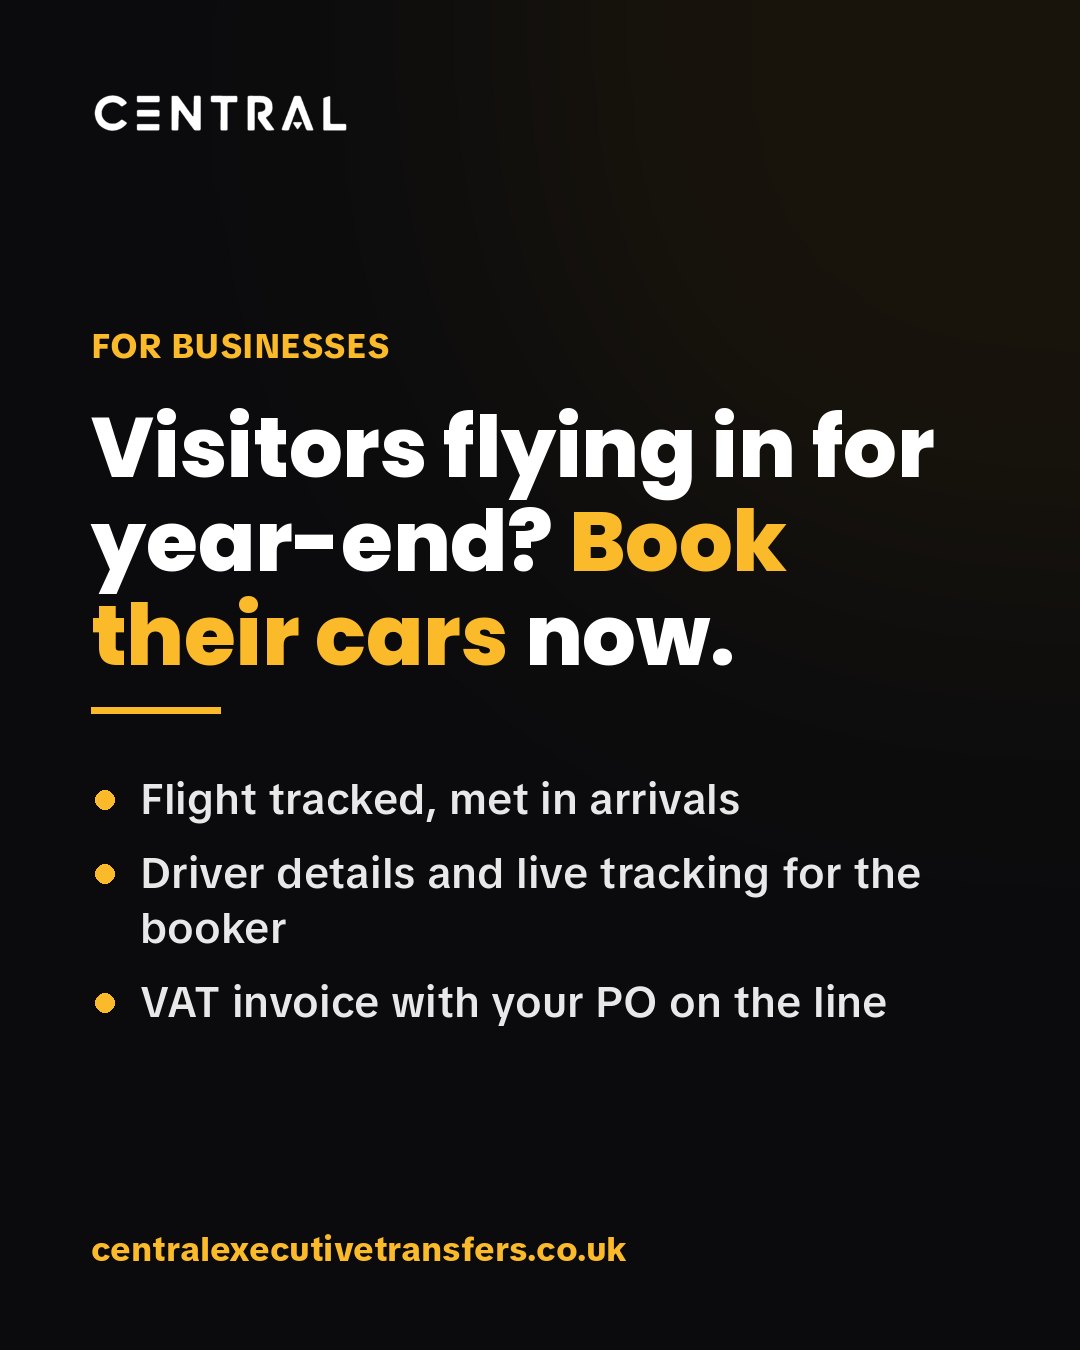 CENTRAL
FOR BUSINESSES
Visitors flying in for
year-end? Book
their cars now.
Flight tracked, met in arrivals
Driver details and live tracking for the
booker
VAT invoice with your PO on the line
centralexecutivetransfers.co.uk